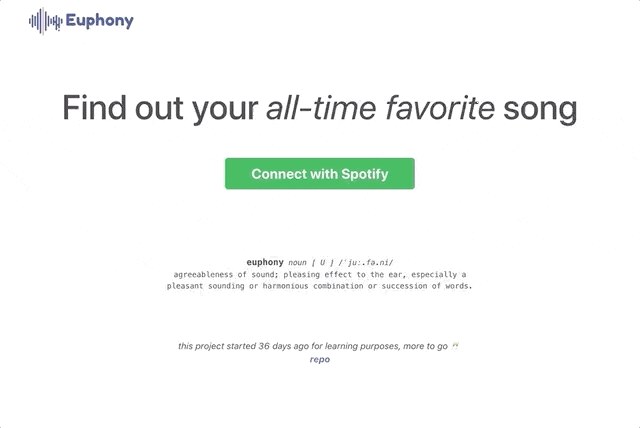 Euphony
Find out your all-time favorite song
Connect with Spotify
euphony noun [ U ] /ˈjuː.fə.ni/
agreeableness of sound; pleasing effect to the ear, especially a
pleasant sounding or harmonious combination or succession of words.
this project started 36 days ago for learning purposes, more to go
repo